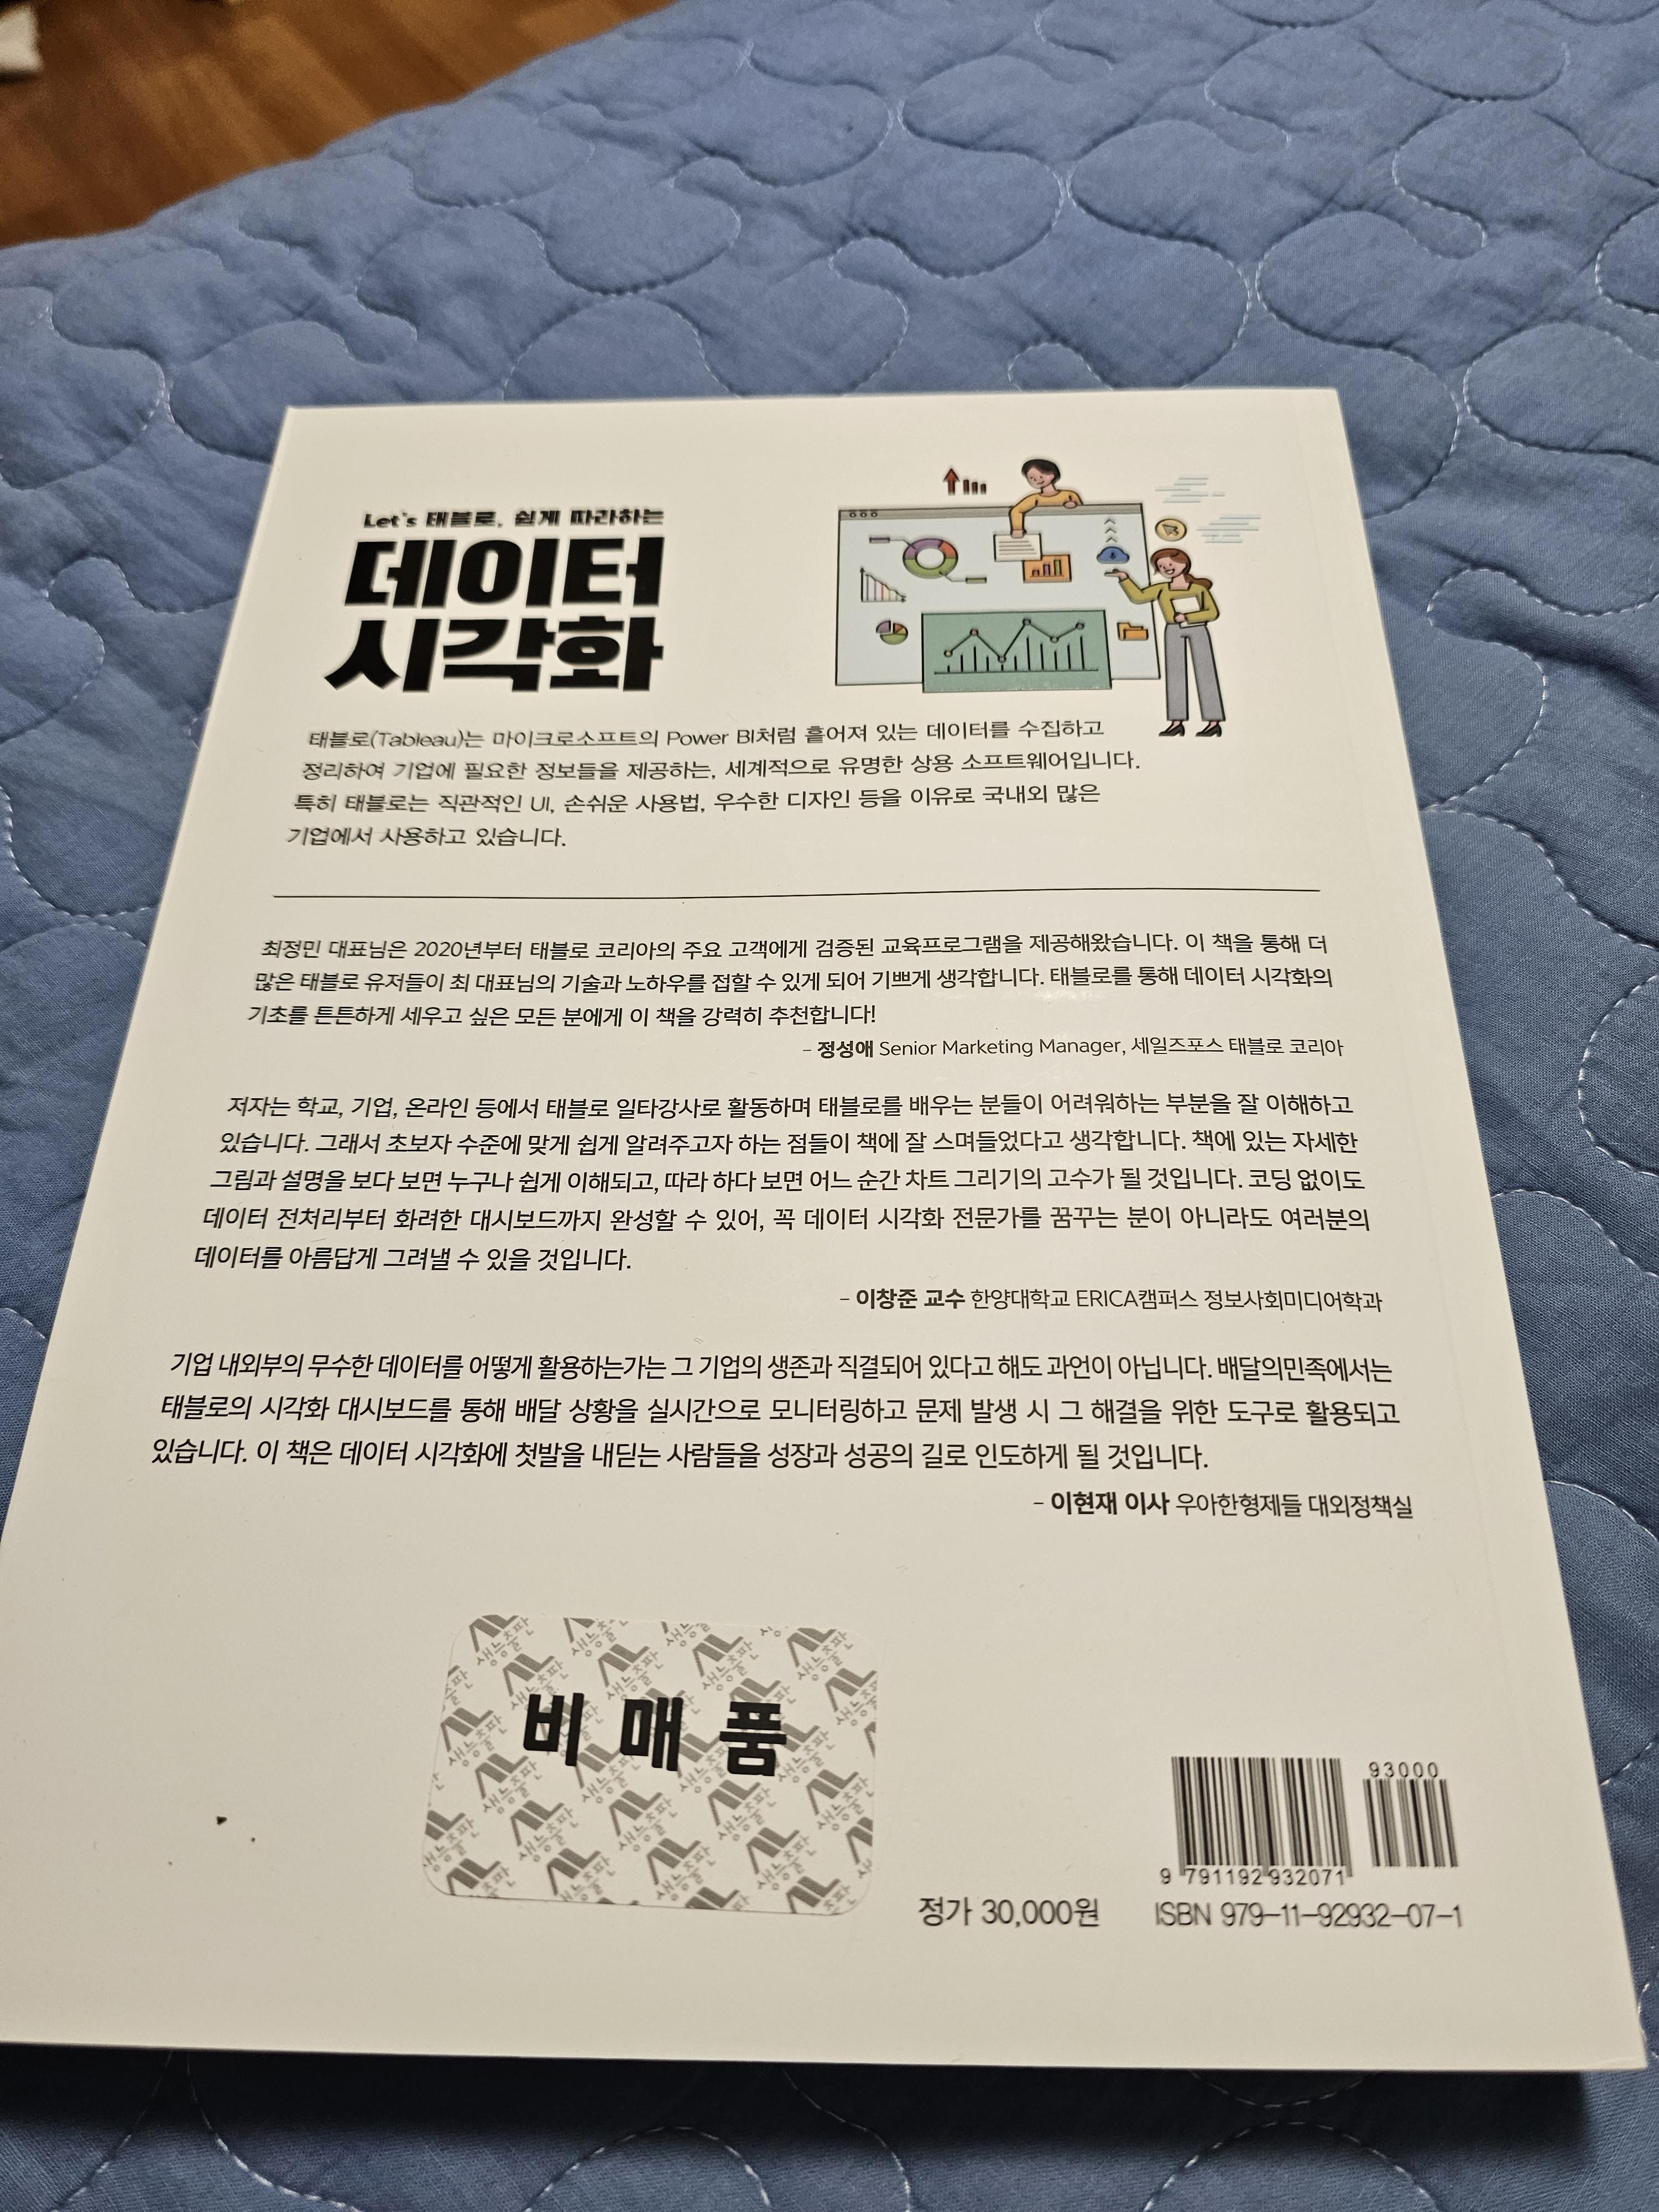 Let's 태블로, 쉽게 따라하는
데이터
시각화
태블로(Tableau)는 마이크로소프트의 Power BI처럼 흩어져 있는 데이터를 수집하고
정리하여 기업에 필요한 정보들을 제공하는, 세계적으로 유명한 상용 소프트웨어입니다.
특히 태블로는 직관적인 UI, 손쉬운 사용법, 우수한 디자인 등을 이유로 국내외 많은
기업에서 사용하고 있습니다.
최정민 대표님은 2020년부터 태블로 코리아의 주요 고객에게 검증된 교육프로그램을 제공해왔습니다. 이 책을 통해 더
많은 태블로 유저들이 최 대표님의 기술과 노하우를 접할 수 있게 되어 기쁘게 생각합니다. 태블로를 통해 데이터 시각화의
기초를 튼튼하게 세우고 싶은 모든 분에게 이 책을 강력히 추천합니다!
– 정성애 Senior Marketing Manager, 세일즈포스 태블로 코리아
저자는 학교, 기업, 온라인 등에서 태블로 일타강사로 활동하며 태블로를 배우는 분들이 어려워하는 부분을 잘 이해하고
있습니다. 그래서 초보자 수준에 맞게 쉽게 알려주고자 하는 점들이 책에 잘 스며들었다고 생각합니다. 책에 있는 자세한
그림과 설명을 보다 보면 누구나 쉽게 이해되고, 따라 하다 보면 어느 순간 차트 그리기의 고수가 될 것입니다. 코딩 없이도
데이터 전처리부터 화려한 대시보드까지 완성할 수 있어, 꼭 데이터 시각화 전문가를 꿈꾸는 분이 아니라도 여러분의
데이터를 아름답게 그려낼 수 있을 것입니다.
– 이창준 교수 한양대학교 ERICA캠퍼스 정보사회미디어학과
기업 내외부의 무수한 데이터를 어떻게 활용하는가는 그 기업의 생존과 직결되어 있다고 해도 과언이 아닙니다. 배달의민족에서는
태블로의 시각화 대시보드를 통해 배달 상황을 실시간으로 모니터링하고 문제 발생 시 그 해결을 위한 도구로 활용되고
있습니다. 이 책은 데이터 시각화에 첫발을 내딛는 사람들을 성장과 성공의 길로 인도하게 될 것입니다.
– 이현재 이사 우아한형제들 대외정책실
생능출판
비매품
93000
9 791192 932071
정가 30,000원
ISBN 979-11-92932-07-1